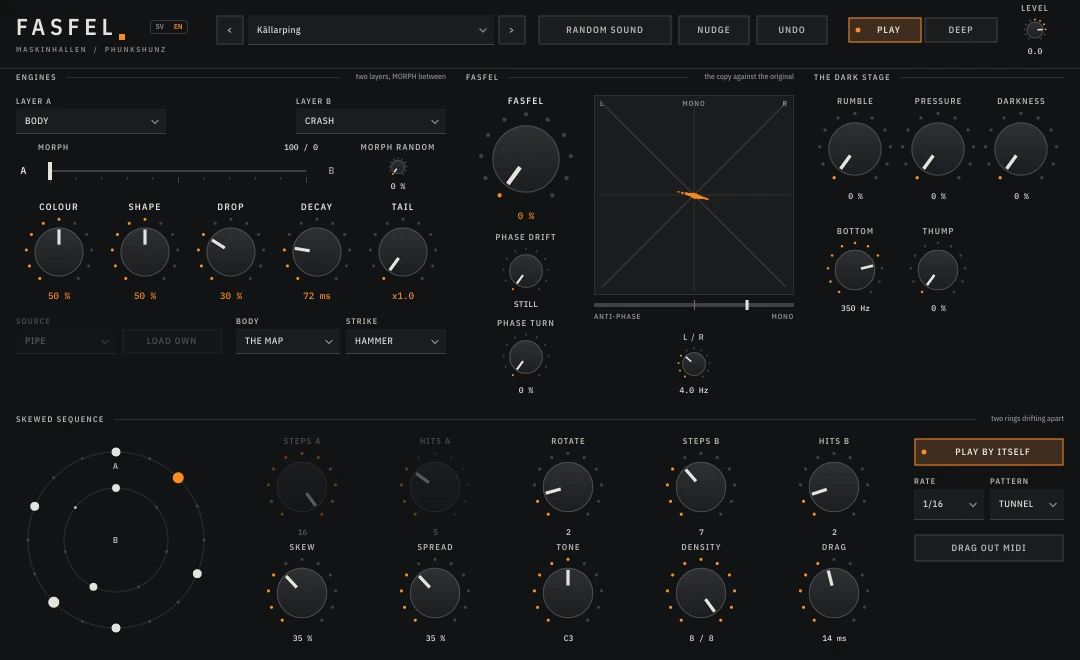 FASFEL.
SV EN
MASKINHALLEN / PHUNKSHUNZ
<
Källarping
>
RANDOM SOUND
NUDGE
UNDO
PLAY
DEEP
LEVEL
0.0
ENGINES
two layers, MORPH between
LAYER A
BODY
LAYER B
CRASH
MORPH
100 / 0
A
B
MORPH RANDOM
0 %
COLOUR
SHAPE
DROP
DECAY
TAIL
50 %
50 %
30 %
72 ms
x1.0
SOURCE
PIPE
LOAD OWN
BODY
THE MAP
STRIKE
HAMMER
FASFEL
the copy against the original
FASFEL
0 %
PHASE DRIFT
STILL
PHASE TURN
0 %
L
MONO
R
ANTI-PHASE
MONO
L / R
4.0 Hz
THE DARK STAGE
RUMBLE
PRESSURE
DARKNESS
0 %
0 %
0 %
BOTTOM
THUMP
350 Hz
0 %
SKEWED SEQUENCE
two rings drifting apart
A
B
STEPS A
HITS A
ROTATE
STEPS B
HITS B
16
5
2
7
2
SKEW
SPREAD
TONE
DENSITY
DRAG
35 %
35 %
C3
8 / 8
14 ms
PLAY BY ITSELF
RATE
PATTERN
1/16
TUNNEL
DRAG OUT MIDI